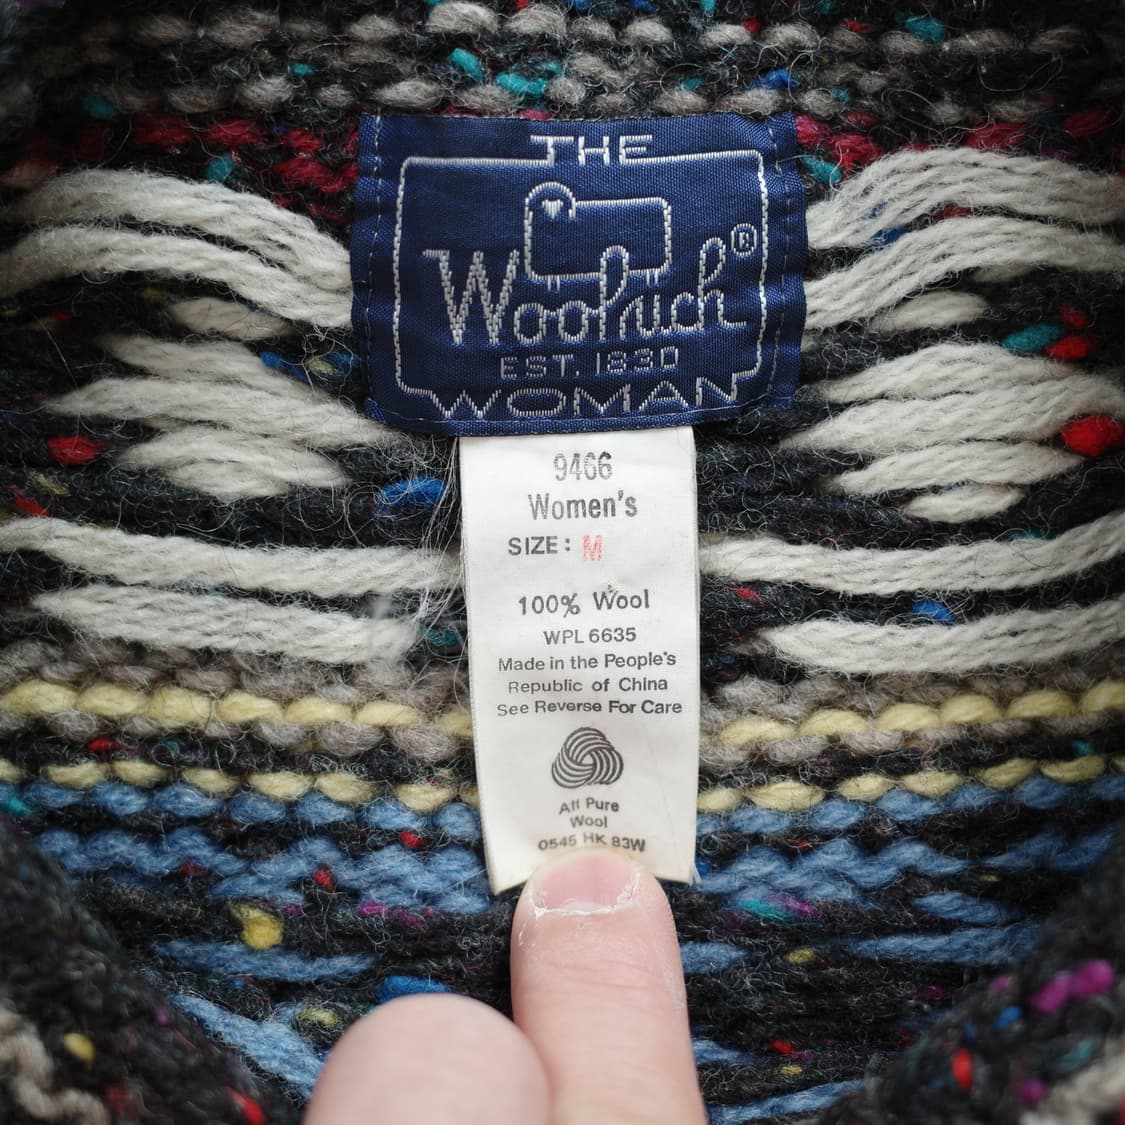 THE
Woolrich®
EST. 1830
WOMAN
9466
Women's
SIZE: M
100% Wool
WPL 6635
Made in the People's
Republic of China
See Reverse For Care
All Pure
Wool
0545 HK 83W